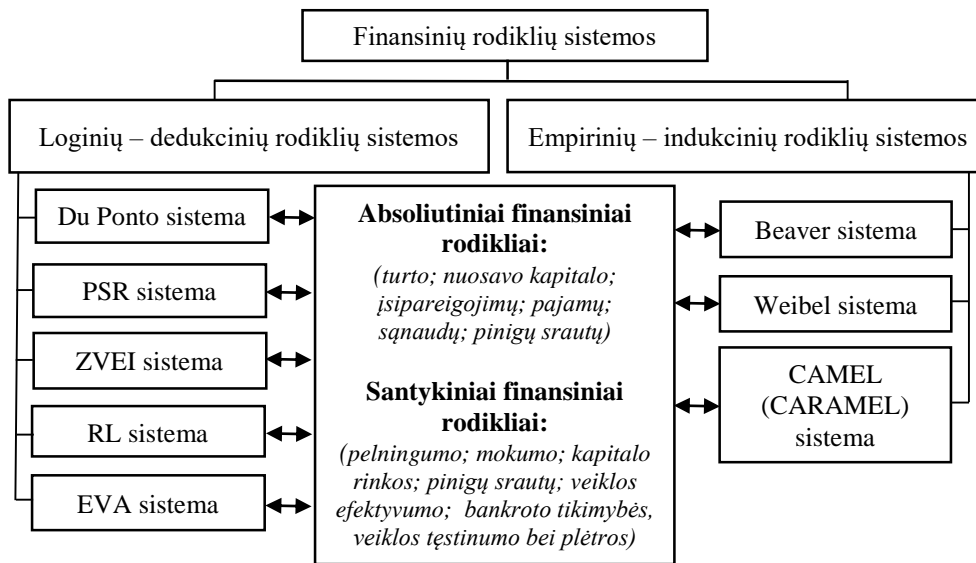 Finansinių rodiklių sistemos
Loginių – dedukcinių rodiklių sistemos
Empirinių – indukcinių rodiklių sistemos
Du Ponto sistema
PSR sistema
ZVEI sistema
RL sistema
EVA sistema
Absoliutiniai finansiniai
rodikliai:
(turto; nuosavo kapitalo;
įsipareigojimų; pajamų;
sąnaudų; pinigų srautų)
Santykiniai finansiniai
rodikliai:
(pelningumo; mokumo; kapitalo
rinkos; pinigų srautų; veiklos
efektyvumo; bankroto tikimybės,
veiklos tęstinumo bei plėtros)
Beaver sistema
Weibel sistema
CAMEL
(CARAMEL)
sistema